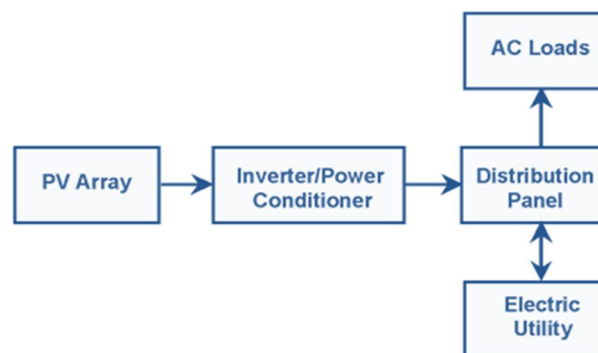 AC Loads
PV Array
Inverter/Power
Conditioner
Distribution
Panel
Electric
Utility